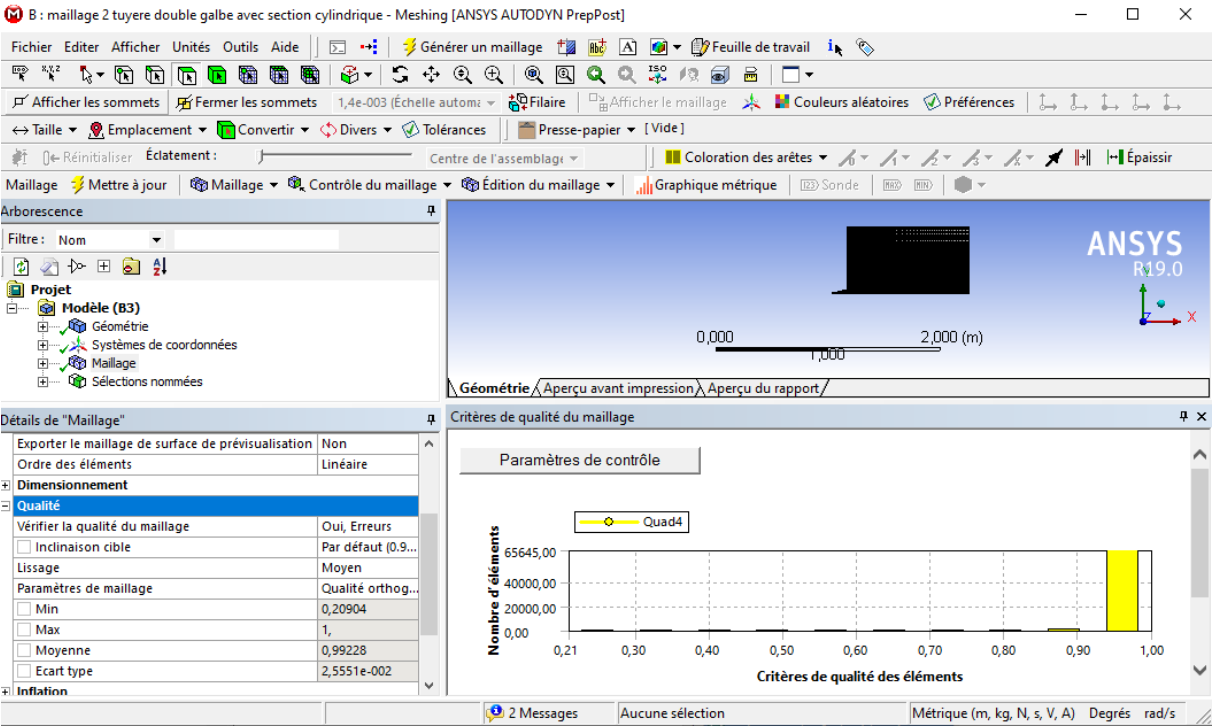 B : maillage 2 tuyere double galbe avec section cylindrique - Meshing [ANSYS AUTODYN PrepPost]
Fichier Editer Afficher Unités Outils Aide Générer un maillage Feuille de travail
Afficher les sommets Fermer les sommets 1,4e-003 (Échelle automa Filaire Afficher le maillage Couleurs aléatoires Préférences
Taille Emplacement Convertir Divers Tolérances Presse-papier [Vide]
Réinitialiser Éclatement : Centre de l'assemblage Coloration des arêtes Épaissir
Maillage Mettre à jour Maillage Contrôle du maillage Édition du maillage Graphique métrique Sonde MAX MIN
Arborescence
Filtre : Nom
Projet
Modèle (B3)
Géométrie
Systèmes de coordonnées
Maillage
Sélections nommées
ANSYS
R19.0
Y
X
Z
0,000 2,000 (m)
1,000
Géométrie Aperçu avant impression Aperçu du rapport
Détails de "Maillage"
Exporter le maillage de surface de prévisualisation Non
Ordre des éléments Linéaire
Dimensionnement
Qualité
Vérifier la qualité du maillage Oui, Erreurs
Inclinaison cible Par défaut (0.9...
Lissage Moyen
Paramètres de maillage Qualité orthog...
Min 0,20904
Max 1,
Moyenne 0,99228
Ecart type 2,5551e-002
Inflation
Critères de qualité du maillage
Paramètres de contrôle
Quad4
Nombre d'éléments
65645,00
40000,00
20000,00
0,00
0,21 0,30 0,40 0,50 0,60 0,70 0,80 0,90 1,00
Critères de qualité des éléments
2 Messages Aucune sélection Métrique (m, kg, N, s, V, A) Degrés rad/s